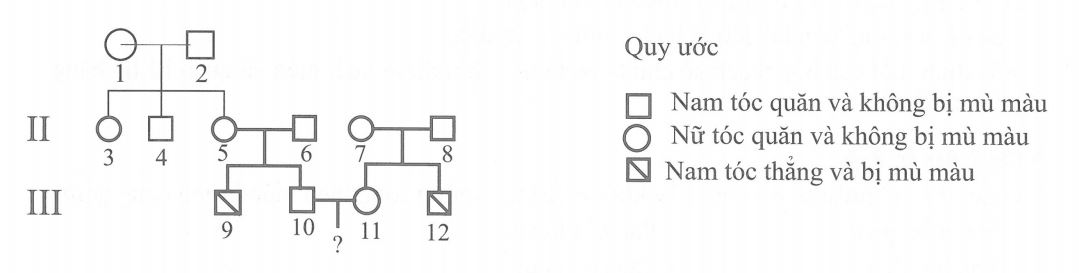 1 2
II
3 4 5 6 7 8
III
9 10 ? 11 12
Quy ước
Nam tóc quăn và không bị mù màu
Nữ tóc quăn và không bị mù màu
Nam tóc thẳng và bị mù màu